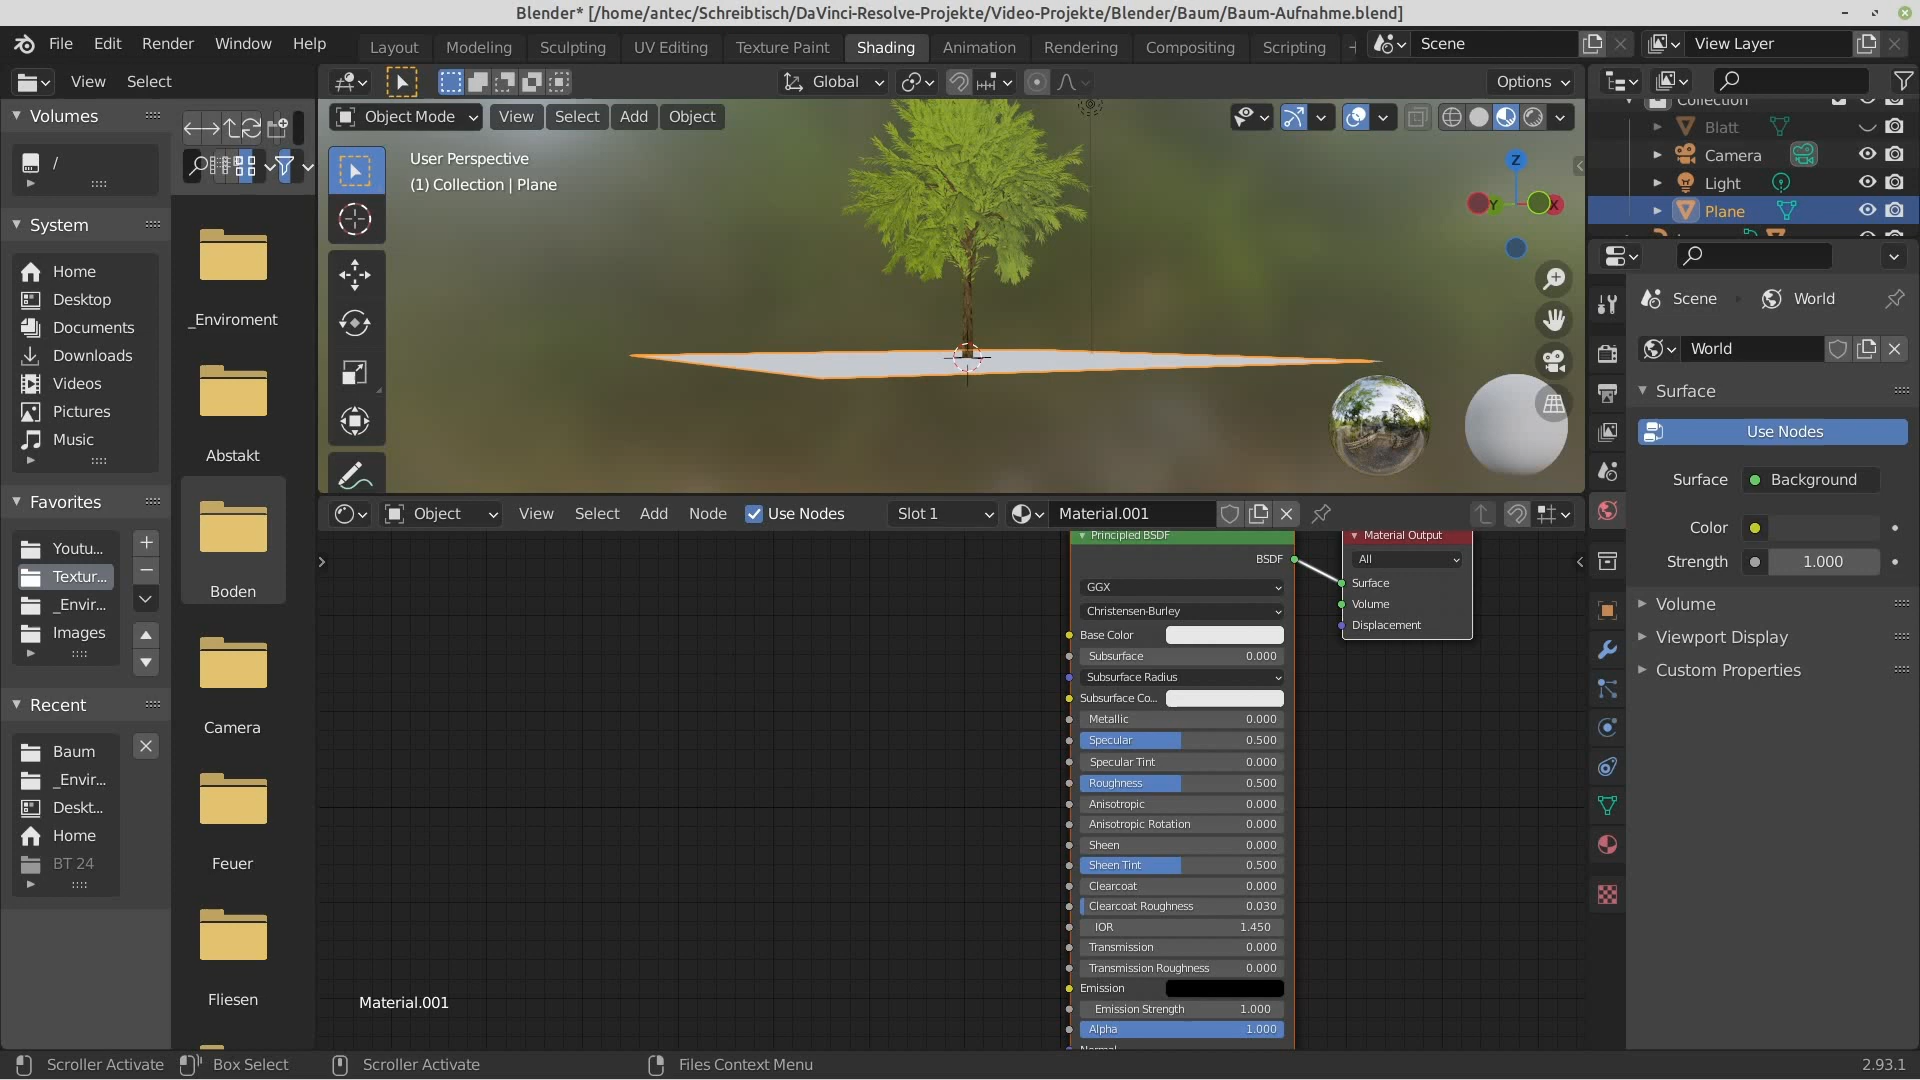 Blender* [/home/antec/Schreibtisch/DaVinci-Resolve-Projekte/Video-Projekte/Blender/Baum/Baum-Aufnahme.blend]
File Edit Render Window Help
Layout Modeling Sculpting UV Editing Texture Paint Shading Animation Rendering Compositing Scripting
Scene
View Layer
View Select
Global
Options
Volumes
/
System
Home
Desktop
Documents
Downloads
Videos
Pictures
Music
Favorites
Youtu...
Textur...
_Envir...
Images
Recent
Baum
_Envir...
Deskt...
Home
BT 24
_Enviroment
Abstakt
Boden
Camera
Feuer
Fliesen
Object Mode View Select Add Object
User Perspective
(1) Collection | Plane
Z
Y
X
Object View Select Add Node Use Nodes Slot 1 Material.001
Principled BSDF
BSDF
GGX
Christensen-Burley
Base Color
Subsurface 0.000
Subsurface Radius
Subsurface Co...
Metallic 0.000
Specular 0.500
Specular Tint 0.000
Roughness 0.500
Anisotropic 0.000
Anisotropic Rotation 0.000
Sheen 0.000
Sheen Tint 0.500
Clearcoat 0.000
Clearcoat Roughness 0.030
IOR 1.450
Transmission 0.000
Transmission Roughness 0.000
Emission
Emission Strength 1.000
Alpha 1.000
Normal
Material Output
All
Surface
Volume
Displacement
Material.001
Collection
Blatt
Camera
Light
Plane
Scene World
World
Surface
Use Nodes
Surface Background
Color
Strength 1.000
Volume
Viewport Display
Custom Properties
Scroller Activate Box Select Scroller Activate Files Context Menu 2.93.1